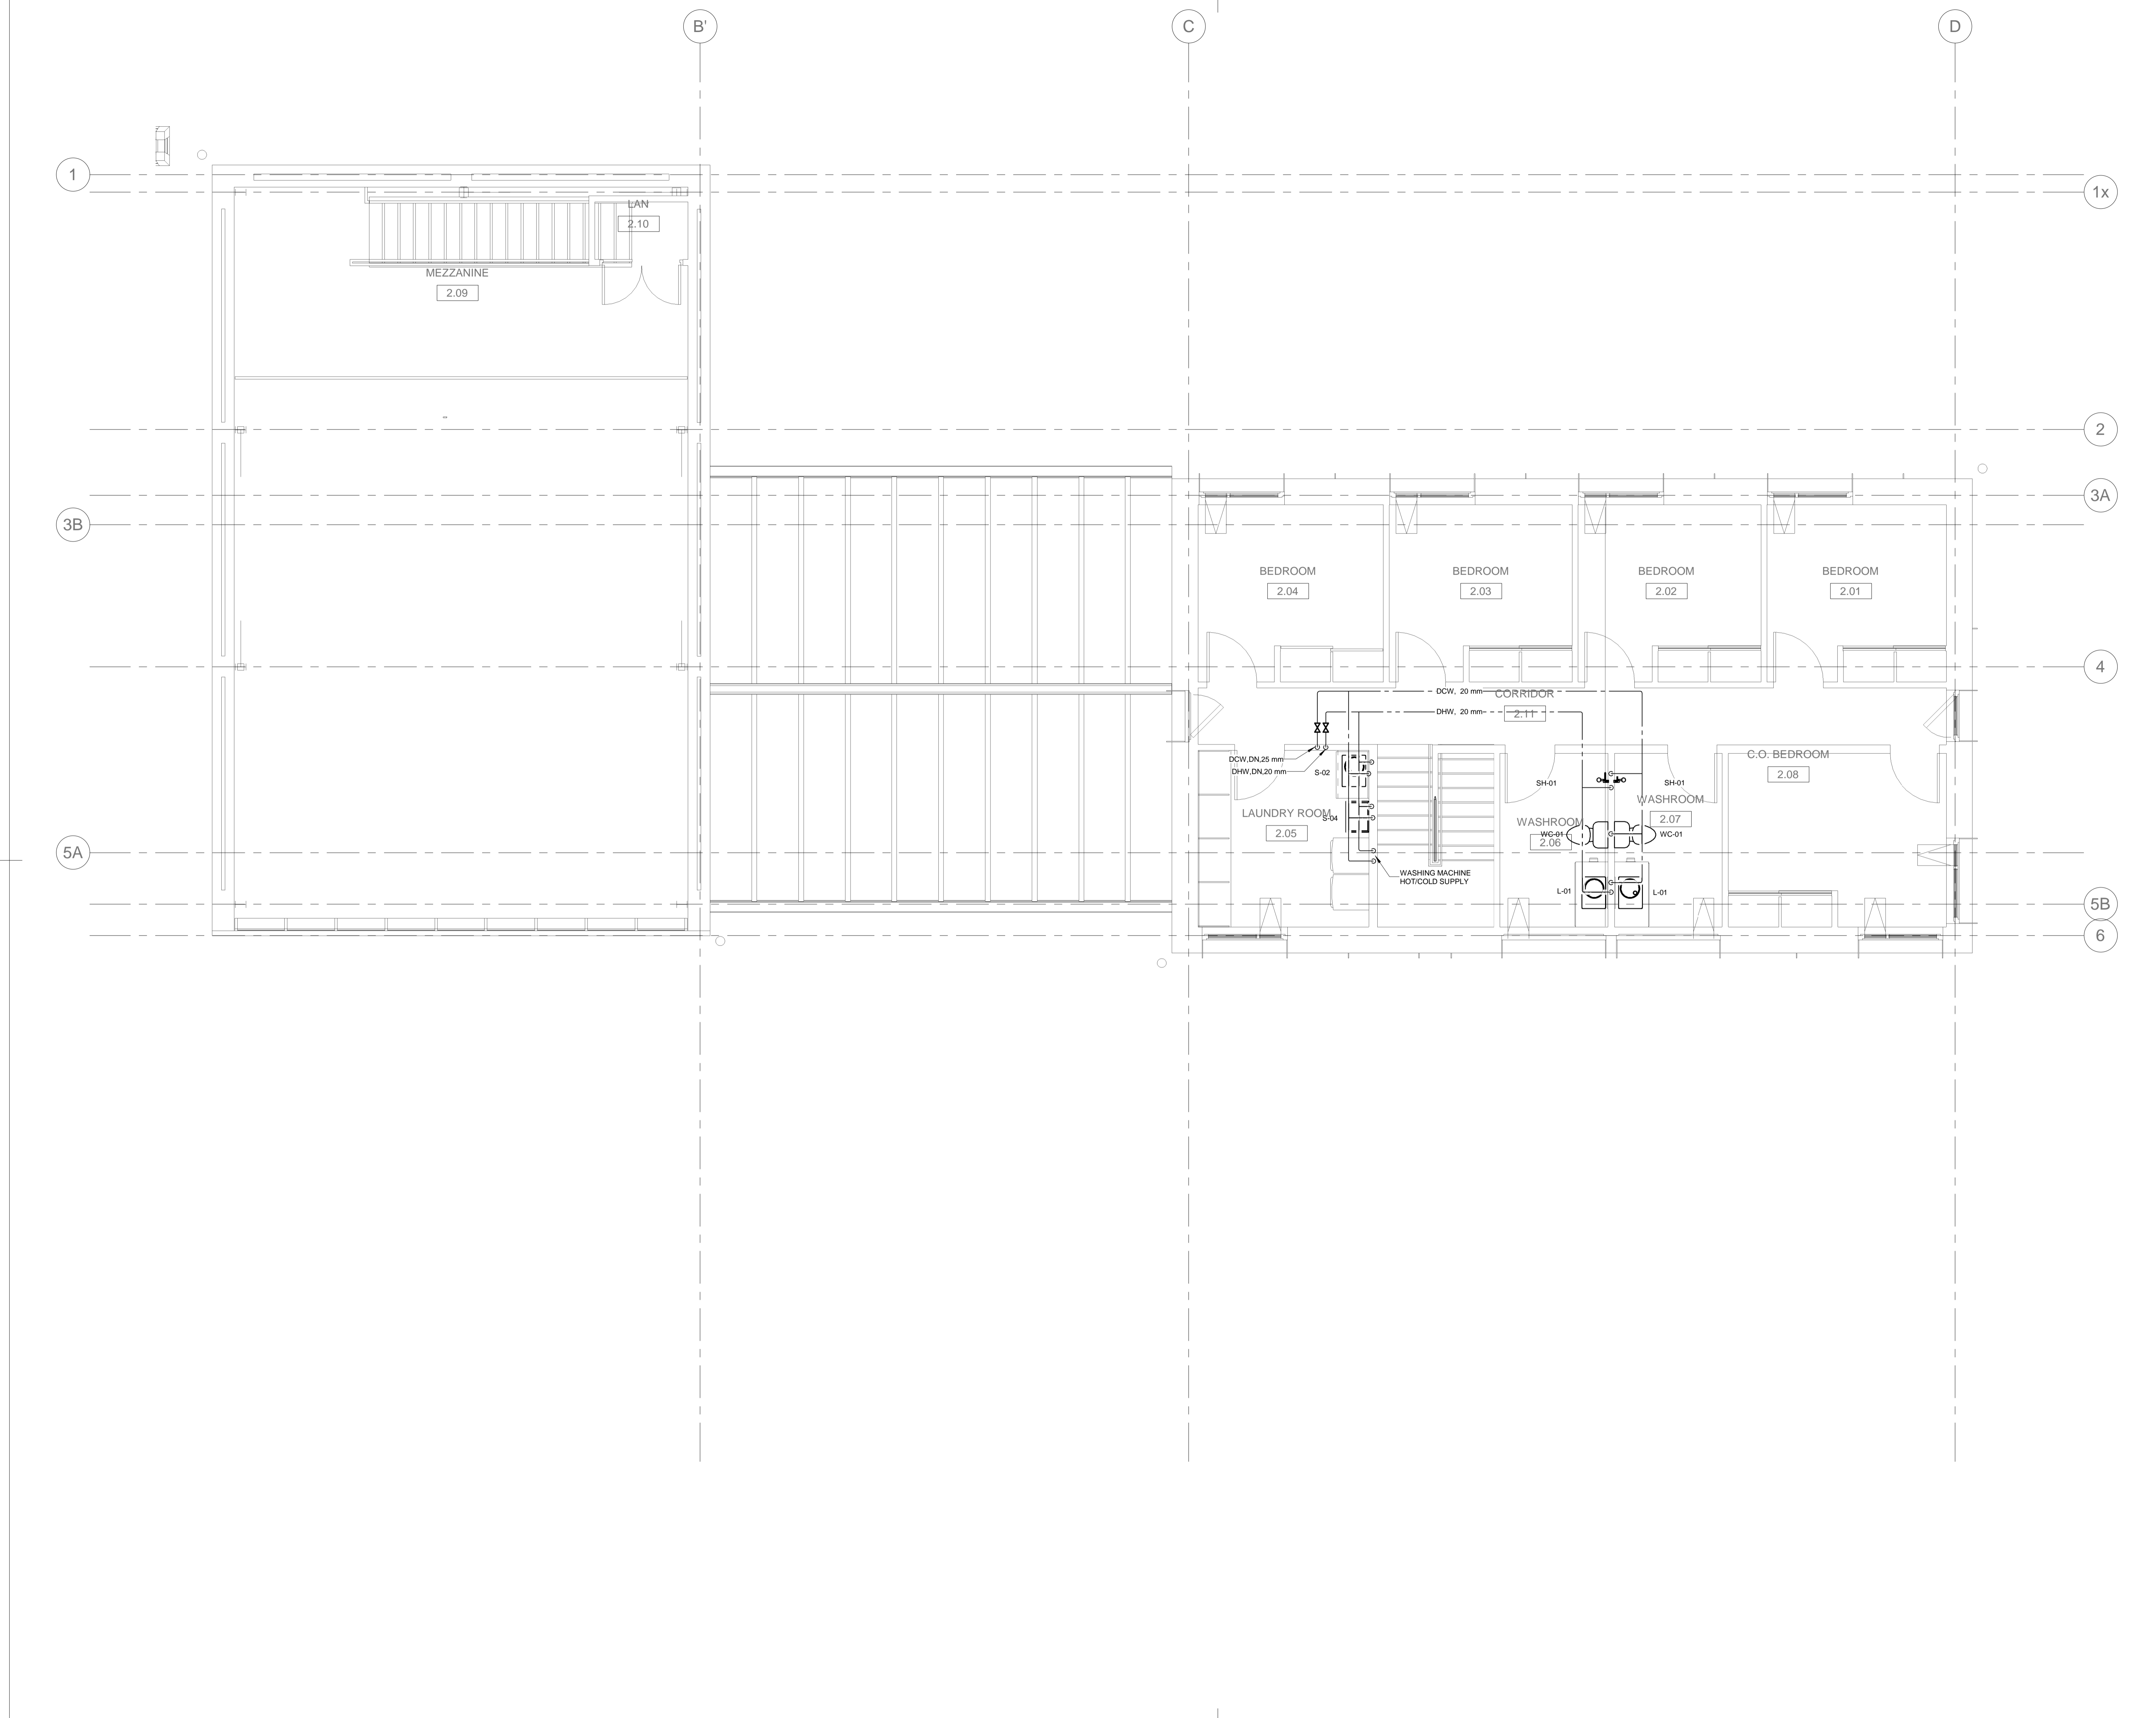 B'
C
D
1
1x
LAN
2.10
MEZZANINE
2.09
2
3A
3B
BEDROOM
2.04
BEDROOM
2.03
BEDROOM
2.02
BEDROOM
2.01
4
DCW, 20 mm
CORRIDOR
2.11
DHW, 20 mm
DCW,DN,25 mm
DHW,DN,20 mm
S-02
C.O. BEDROOM
2.08
SH-01
SH-01
LAUNDRY ROOM
2.05
S-04
WASHROOM
2.06
WASHROOM
2.07
WC-01
WC-01
5A
WASHING MACHINE
HOT/COLD SUPPLY
L-01
L-01
5B
6